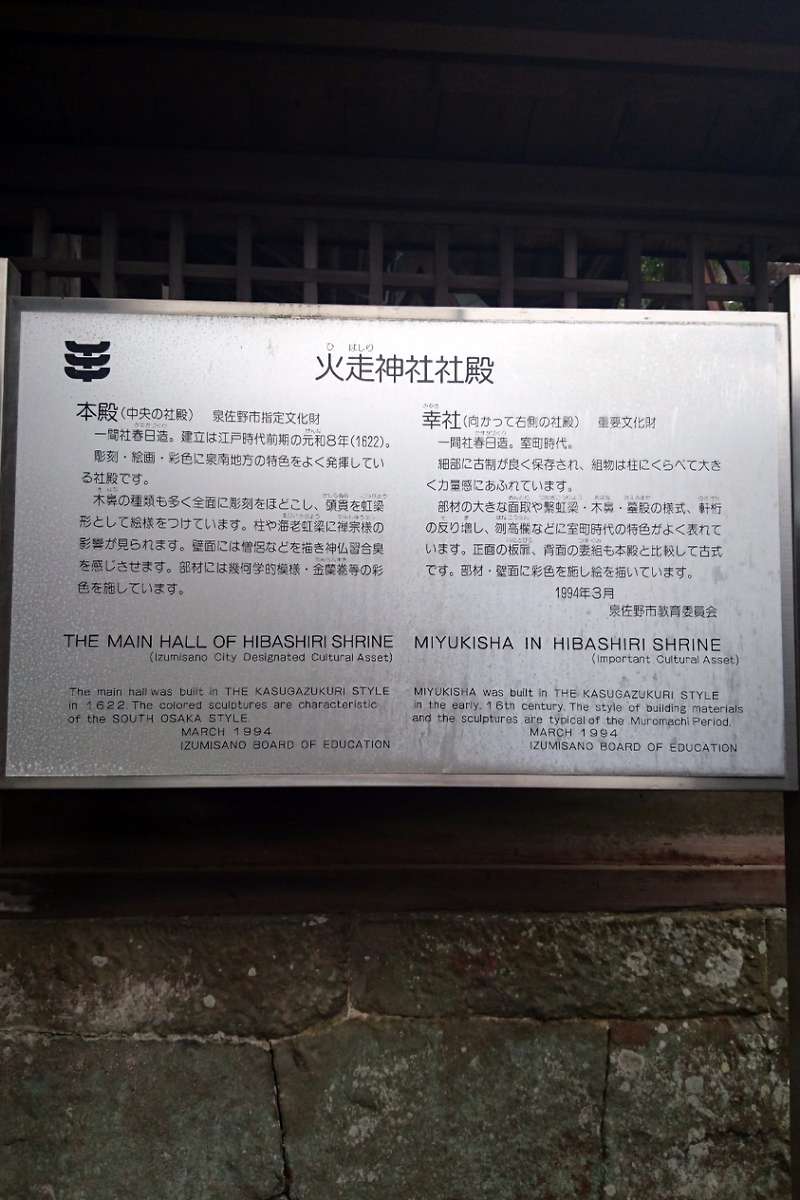 火走神社社殿
本殿(中央の社殿) 泉佐野市指定文化財
一間社春日造。建立は江戸時代前期の元和8年(1622)。
彫刻・絵画・彩色に泉南地方の特色をよく発揮してい
る社殿です。
木鼻の種類も多く全面に彫刻をほどこし、頭貫を虹梁
形として絵様をつけています。柱や海老虹梁に禅宗様の
影響が見られます。壁面には僧侶などを描き神仏習合臭
を感じさせます。部材には幾何学的模様・金蘭巻等の彩
色を施しています。
幸社(向かって右側の社殿) 重要文化財
一間社春日造。室町時代。
細部に古制が良く保存され、組物は柱にくらべて大き
く力量感にあふれています。
部材の大きな面取や繋虹梁・木鼻・蟇股の様式、軒桁
の反り増し、刎高欄などに室町時代の特色がよく表れて
います。正面の板扉、背面の妻組も本殿と比較して古式
です。部材・壁面に彩色を施し絵を描いています。
1994年3月
泉佐野市教育委員会
THE MAIN HALL OF HIBASHIRI SHRINE
(Izumisano City Designated Cultural Asset)
The main hall was built in THE KASUGAZUKURI STYLE
in 1622. The colored sculptures are characteristic
of the SOUTH OSAKA STYLE.
MARCH 1994
IZUMISANO BOARD OF EDUCATION
MIYUKISHA IN HIBASHIRI SHRINE
(Important Cultural Asset)
MIYUKISHA was built in THE KASUGAZUKURI STYLE
in the early 16th century. The style of building materials
and the sculptures are typical of the Muromachi Period.
MARCH 1994
IZUMISANO BOARD OF EDUCATION